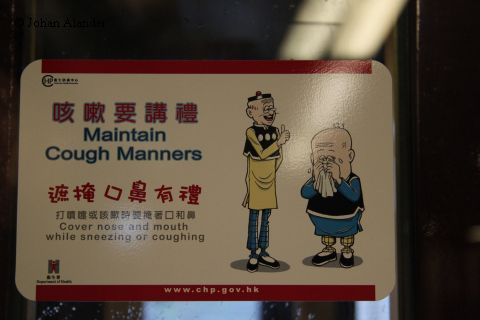 © Johan Alander
CHP 衞生防護中心
咳嗽要講禮
Maintain
Cough Manners
遮掩口鼻有禮
打噴嚏或咳嗽時要掩著口和鼻
Cover nose and mouth
while sneezing or coughing
衞生署
Department of Health
www.chp.gov.hk